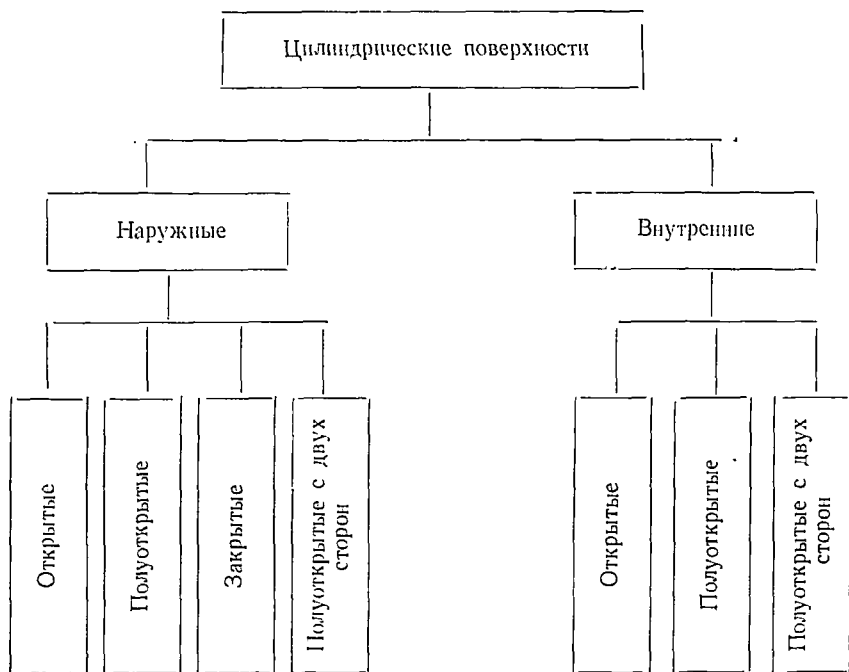 Цилиндрические поверхности
Наружные
Внутренние
Открытые
Полуоткрытые
Закрытые
Полуоткрытые с двух
сторон
Открытые
Полуоткрытые
Полуоткрытые с двух
сторон